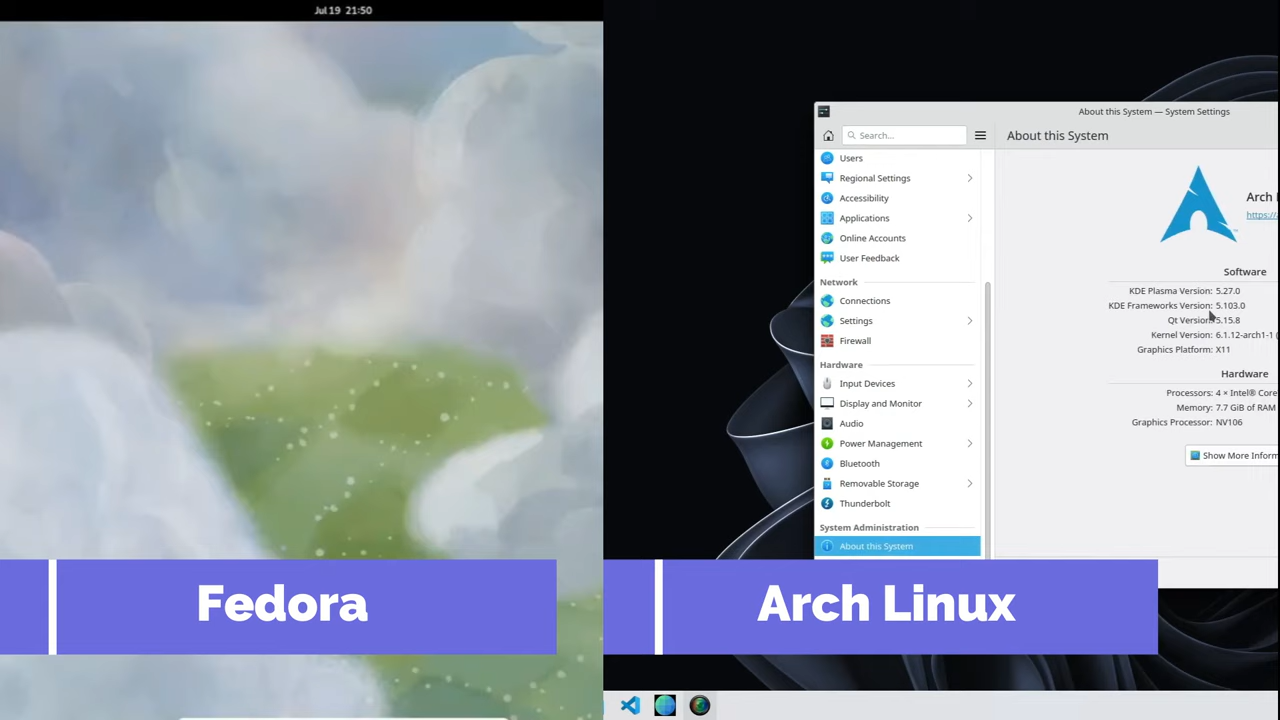 Jul 19 21:50
About this System — System Settings
Search...
About this System
Users
Regional Settings
Accessibility
Applications
Online Accounts
User Feedback
Network
Connections
Settings
Firewall
Hardware
Input Devices
Display and Monitor
Audio
Power Management
Bluetooth
Removable Storage
Thunderbolt
System Administration
About this System
Arch
https://
Software
KDE Plasma Version: 5.27.0
KDE Frameworks Version: 5.103.0
Qt Version: 5.15.8
Kernel Version: 6.1.12-arch1-1
Graphics Platform: X11
Hardware
Processors: 4 × Intel® Core
Memory: 7.7 GiB of RAM
Graphics Processor: NV106
Show More Inform
Fedora
Arch Linux